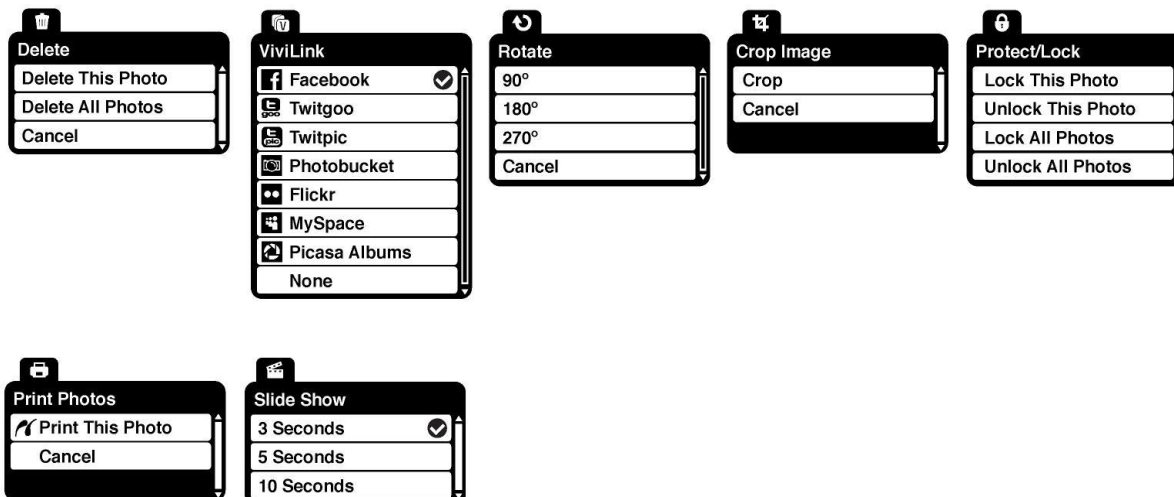 Delete
Delete This Photo
Delete All Photos
Cancel
ViviLink
Facebook
Twitgoo
Twitpic
Photobucket
Flickr
MySpace
Picasa Albums
None
Rotate
90°
180°
270°
Cancel
Crop Image
Crop
Cancel
Protect/Lock
Lock This Photo
Unlock This Photo
Lock All Photos
Unlock All Photos
Print Photos
Print This Photo
Cancel
Slide Show
3 Seconds
5 Seconds
10 Seconds